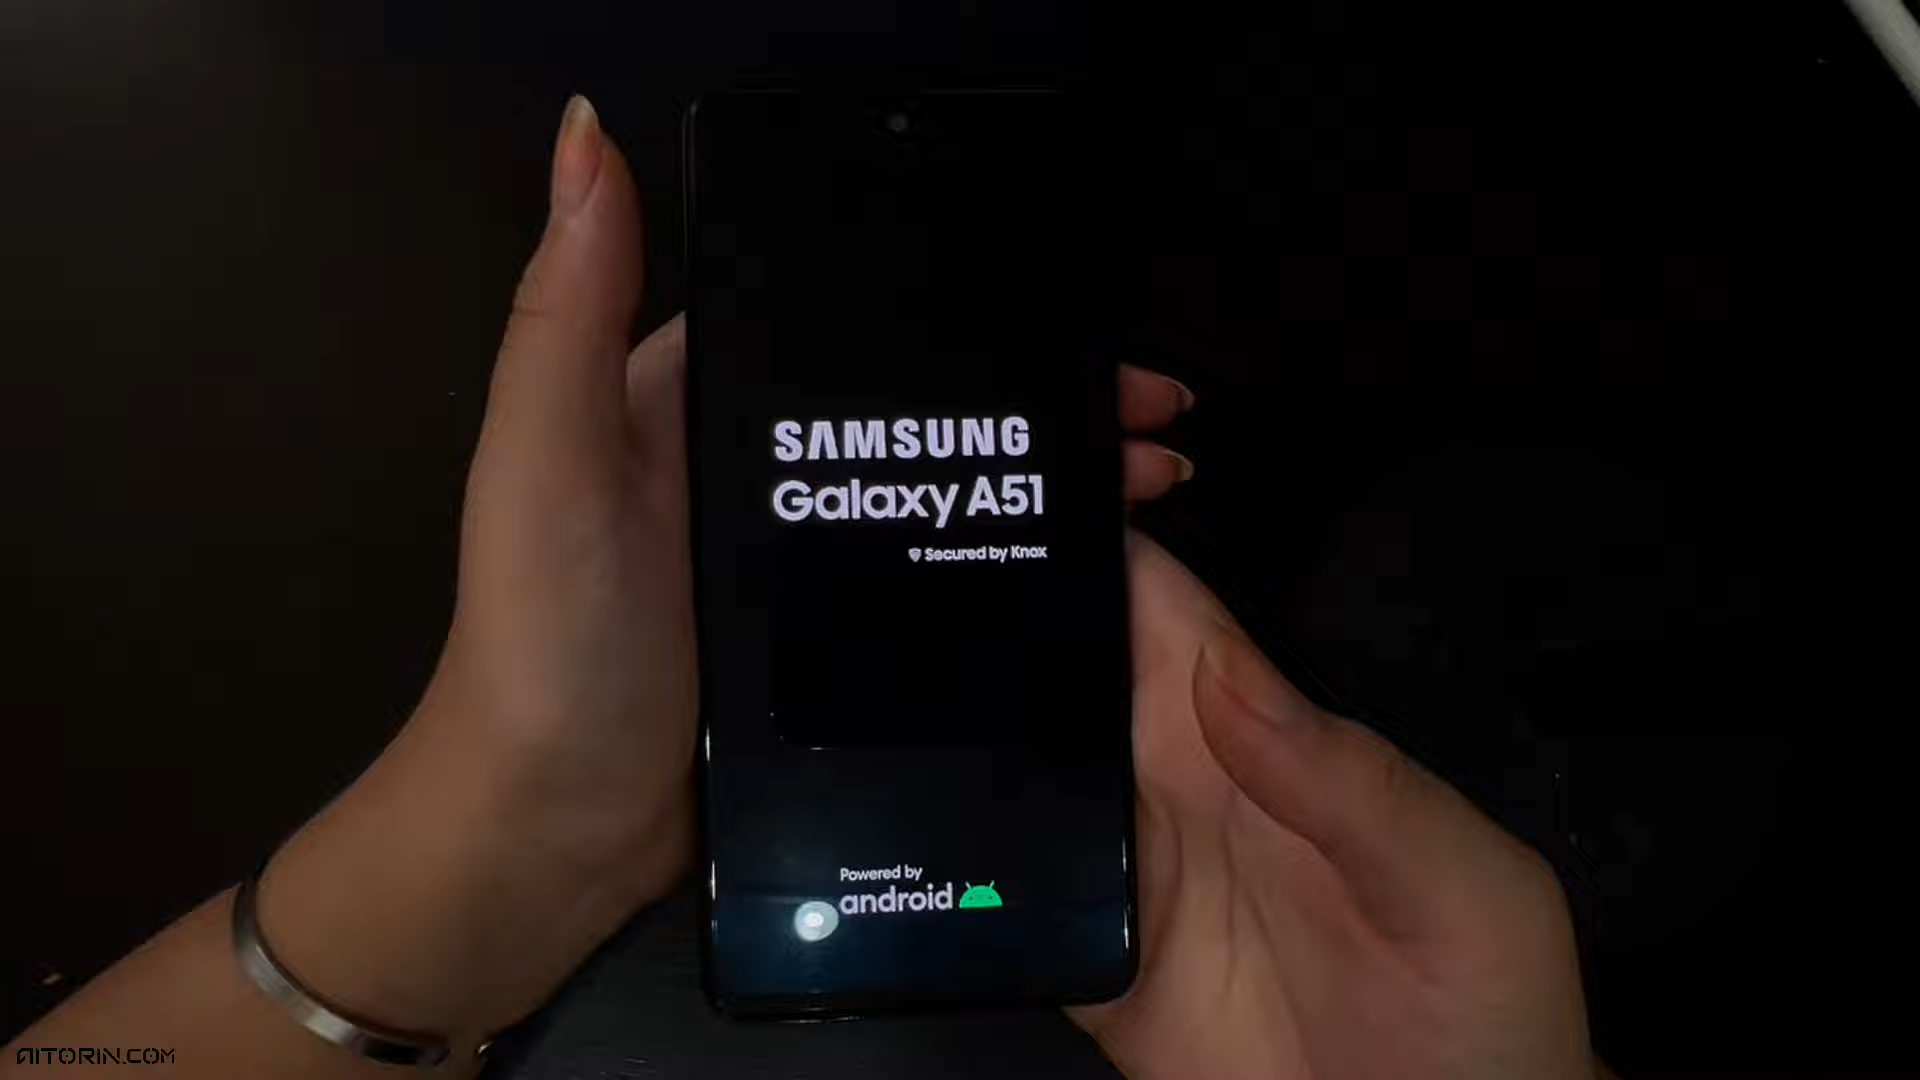 SAMSUNG
Galaxy A51
Secured by Knox
Powered by
android
AITORIN.COM